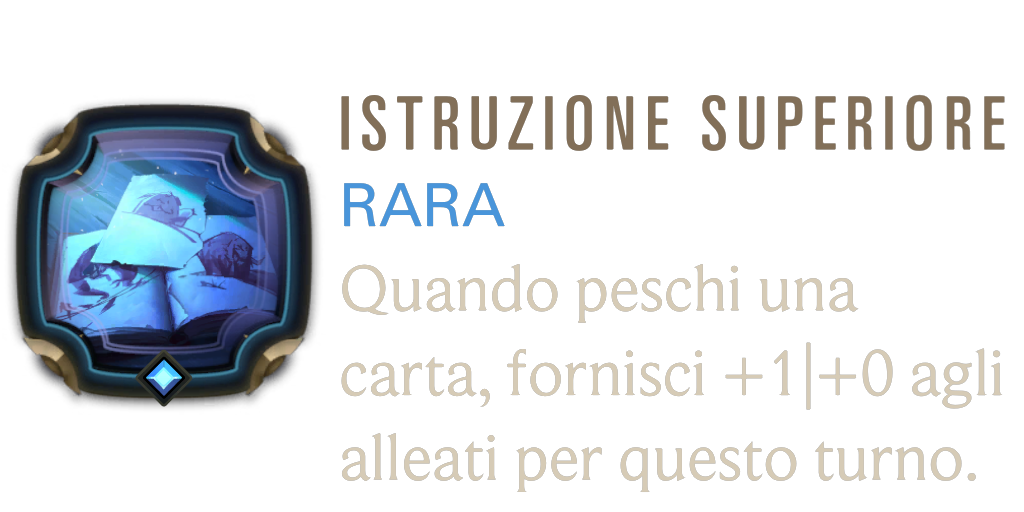 ISTRUZIONE SUPERIORE
RARA
Quando peschi una
carta, fornisci +1|+0 agli
alleati per questo turno.